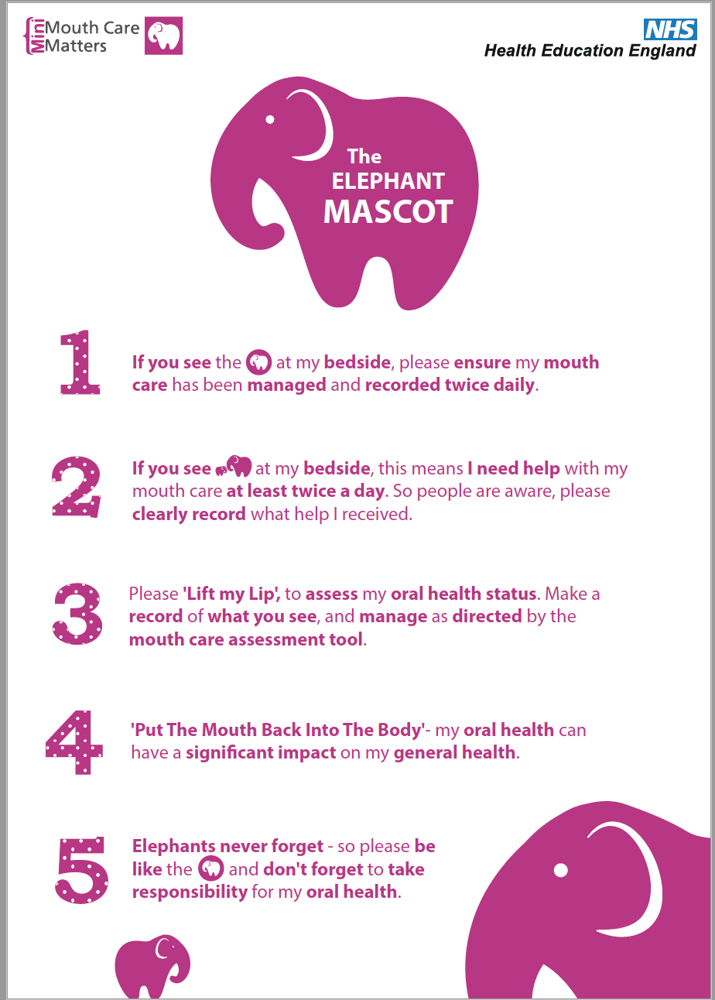 Mini
Mouth Care
Matters
NHS
Health Education England
The
ELEPHANT
MASCOT
1
If you see the at my bedside, please ensure my mouth
care has been managed and recorded twice daily.
2
If you see at my bedside, this means I need help with my
mouth care at least twice a day. So people are aware, please
clearly record what help I received.
3
Please 'Lift my Lip', to assess my oral health status. Make a
record of what you see, and manage as directed by the
mouth care assessment tool.
4
'Put The Mouth Back Into The Body'- my oral health can
have a significant impact on my general health.
5
Elephants never forget - so please be
like the and don't forget to take
responsibility for my oral health.